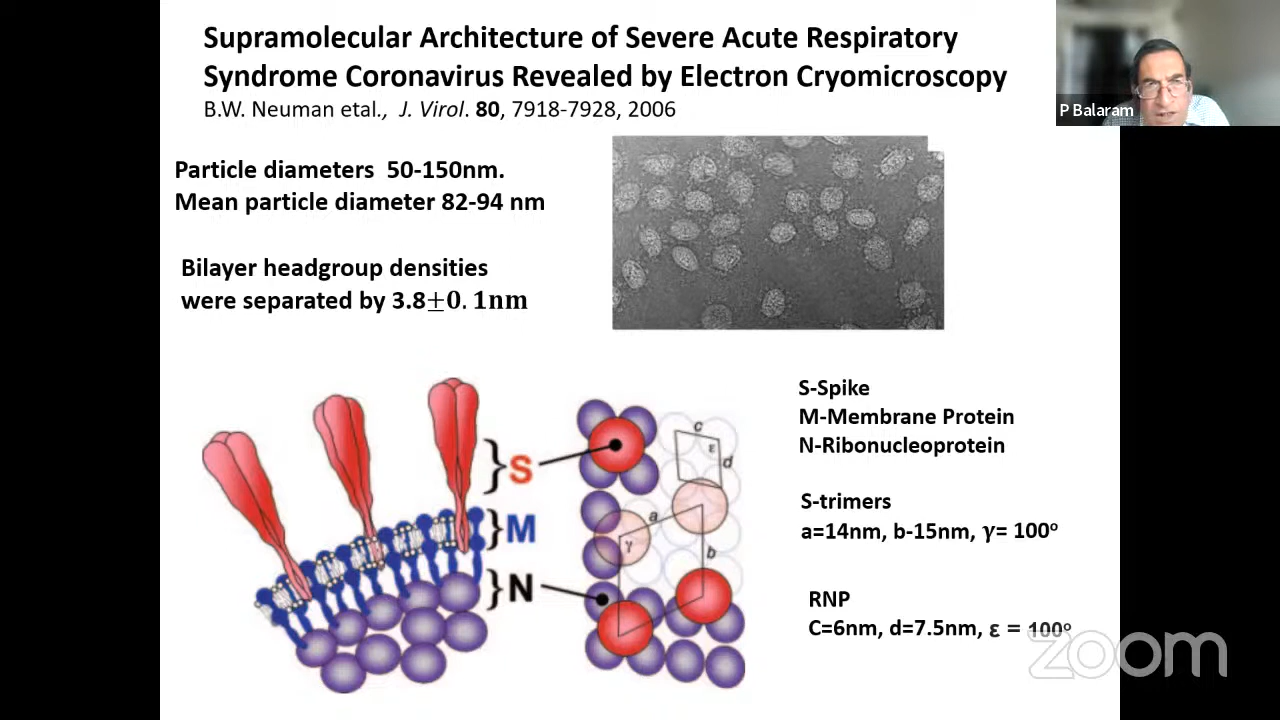 Supramolecular Architecture of Severe Acute Respiratory
Syndrome Coronavirus Revealed by Electron Cryomicroscopy
B.W. Neuman etal., J. Virol. 80, 7918-7928, 2006
P Balaram
Particle diameters 50-150nm.
Mean particle diameter 82-94 nm
Bilayer headgroup densities
were separated by 3.8±0.1nm
S
M
N
c
ε
d
a
γ
b
S-Spike
M-Membrane Protein
N-Ribonucleoprotein
S-trimers
a=14nm, b-15nm, γ= 100°
RNP
C=6nm, d=7.5nm, ε = 100°
zoom